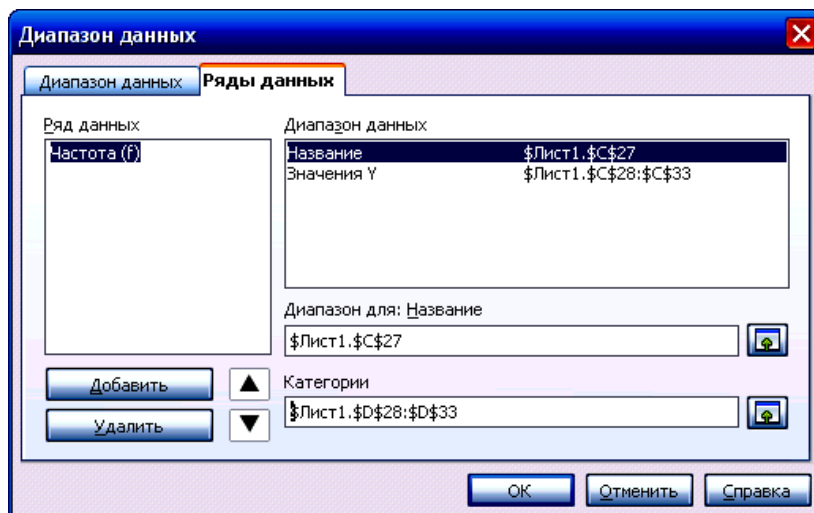 Диапазон данных
Диапазон данных Ряды данных
Ряд данных
Частота (f)
Диапазон данных
Название $Лист1.$C$27
Значения Y $Лист1.$C$28:$C$33
Диапазон для: Название
$Лист1.$C$27
Категории
$Лист1.$D$28:$D$33
Добавить
Удалить
ОК Отменить Справка